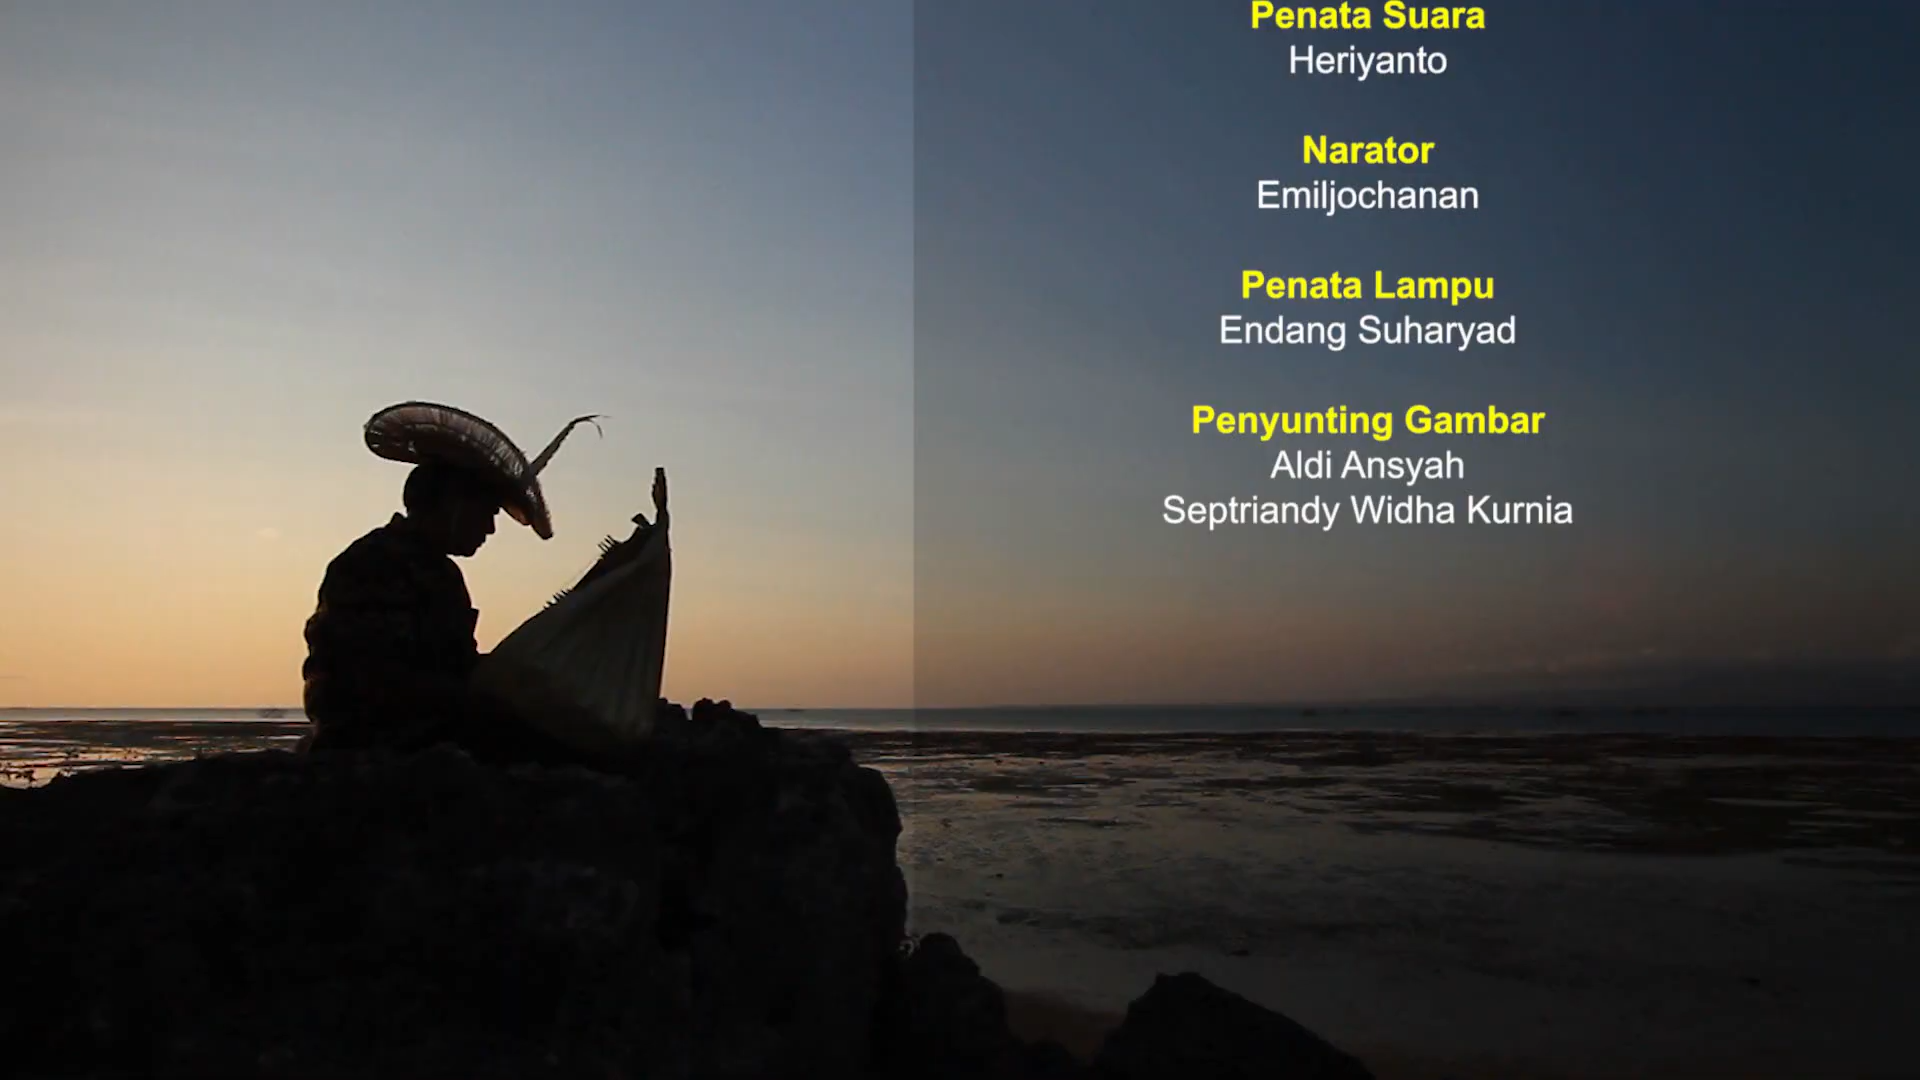 Penata Suara
Heriyanto
Narator
Emiljochanan
Penata Lampu
Endang Suharyad
Penyunting Gambar
Aldi Ansyah
Septriandy Widha Kurnia